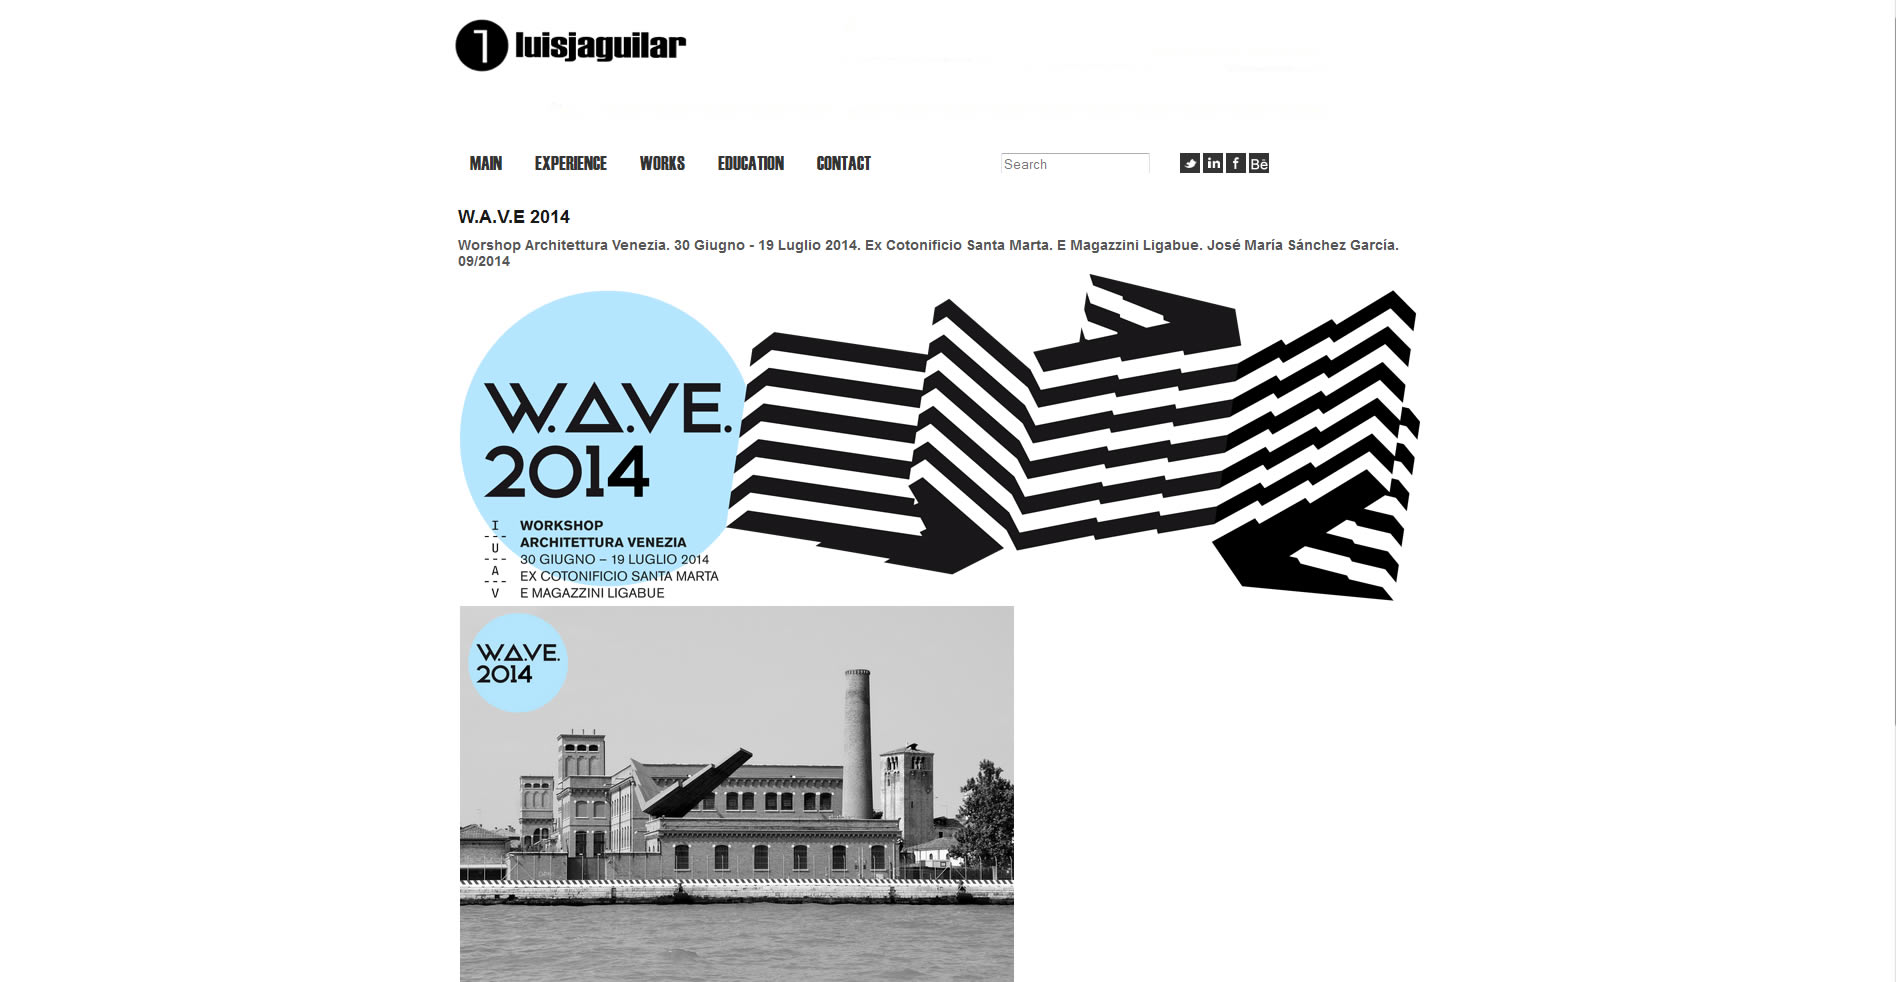 1 luisjaguilar
MAIN EXPERIENCE WORKS EDUCATION CONTACT Search in f Bē
W.A.V.E 2014
Worshop Architettura Venezia. 30 Giugno - 19 Luglio 2014. Ex Cotonificio Santa Marta. E Magazzini Ligabue. José María Sánchez García.
09/2014
W.A.V.E.
2014
I U A V
WORKSHOP
ARCHITETTURA VENEZIA
30 GIUGNO – 19 LUGLIO 2014
EX COTONIFICIO SANTA MARTA
E MAGAZZINI LIGABUE
W.A.V.E.
2014